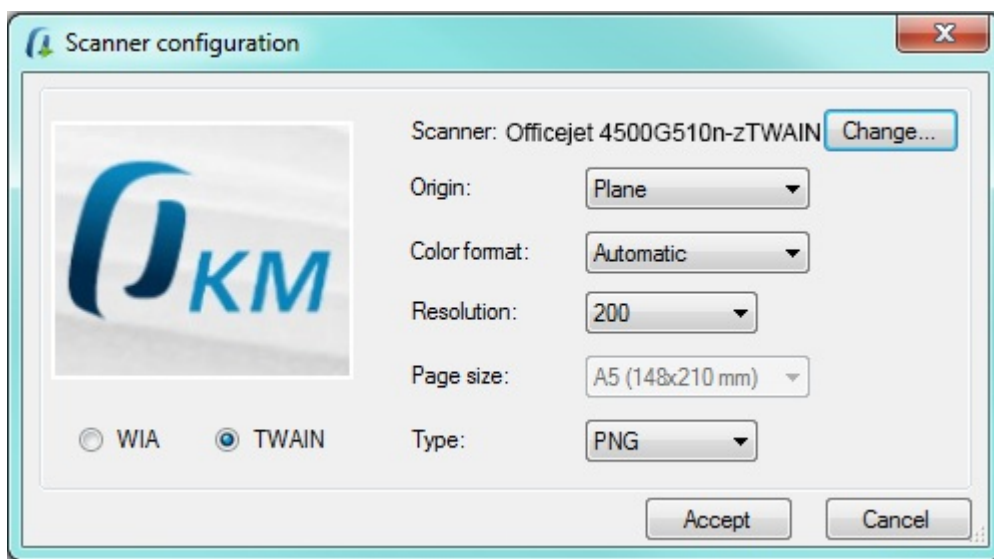 Scanner configuration
Scanner: Officejet 4500G510n-zTWAIN Change...
Origin: Plane
Color format: Automatic
Resolution: 200
Page size: A5 (148x210 mm)
Type: PNG
KM
WIA TWAIN
Accept Cancel